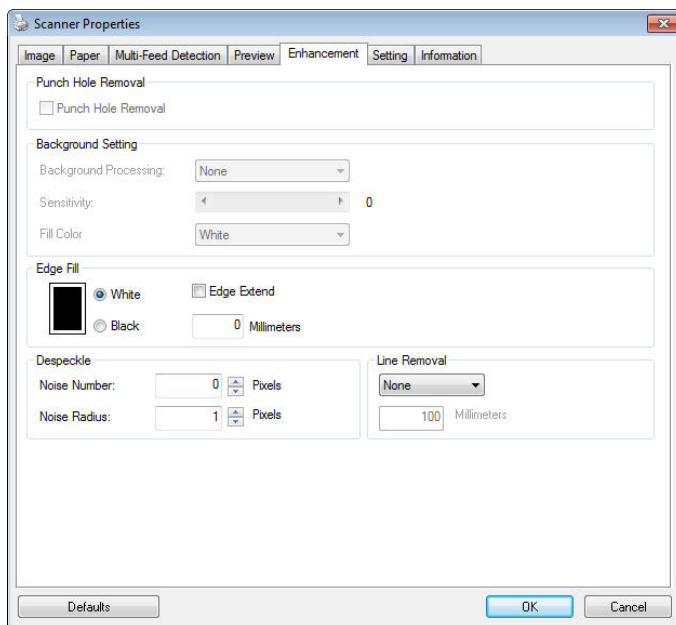 Scanner Properties
Image Paper Multi-Feed Detection Preview Enhancement Setting Information
Punch Hole Removal
Punch Hole Removal
Background Setting
Background Processing: None
Sensitivity: 0
Fill Color White
Edge Fill
White Edge Extend
Black 0 Millimeters
Despeckle Line Removal
Noise Number: 0 Pixels None
Noise Radius: 1 Pixels 100 Millimeters
Defaults OK Cancel